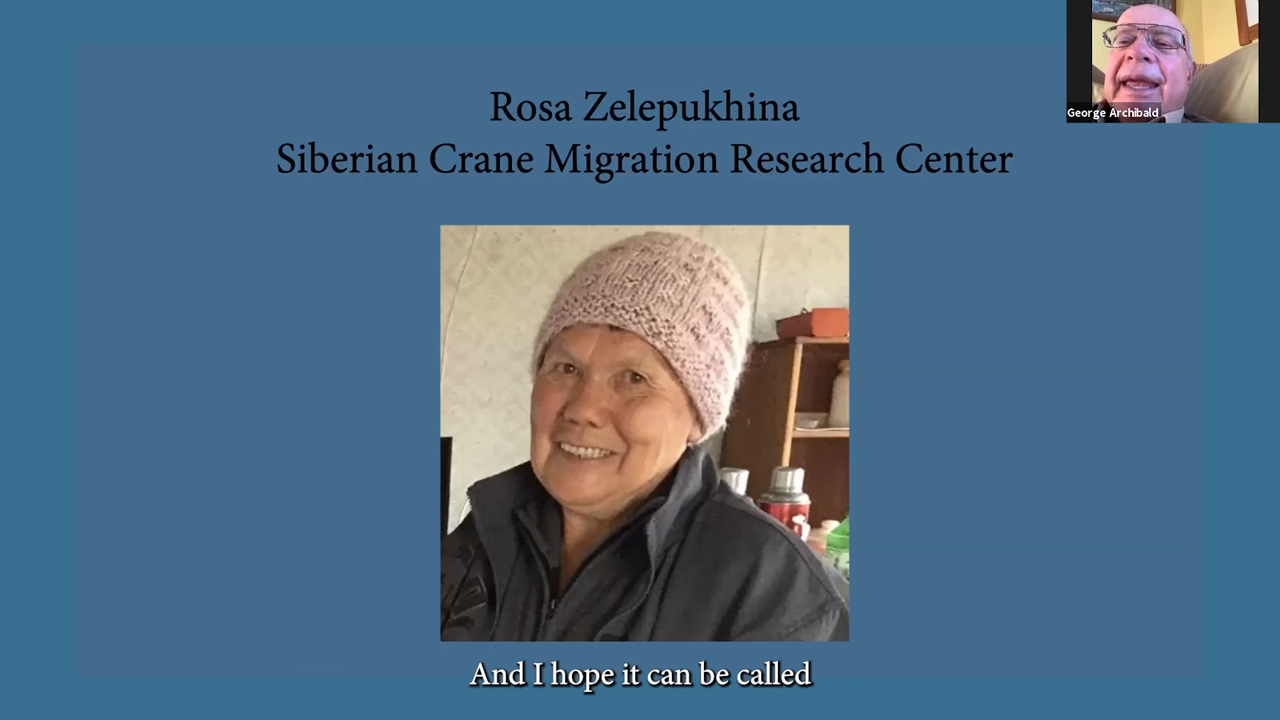 Rosa Zelepukhina
Siberian Crane Migration Research Center
George Archibald
And I hope it can be called